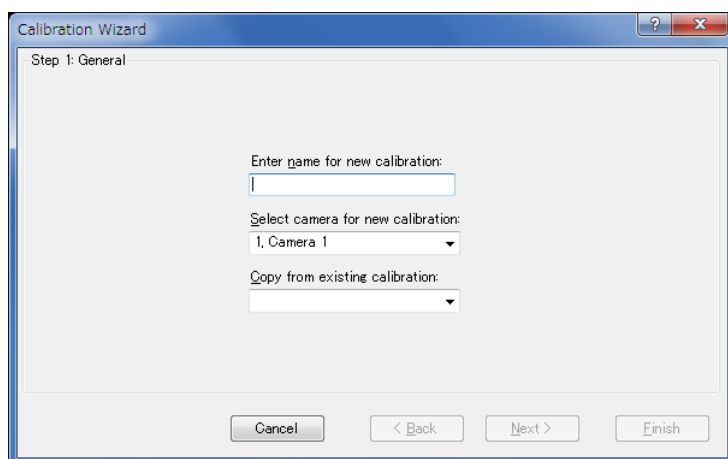 Calibration Wizard
?
Step 1: General
Enter name for new calibration:
Select camera for new calibration:
1, Camera 1
Copy from existing calibration:
Cancel
< Back
Next >
Finish